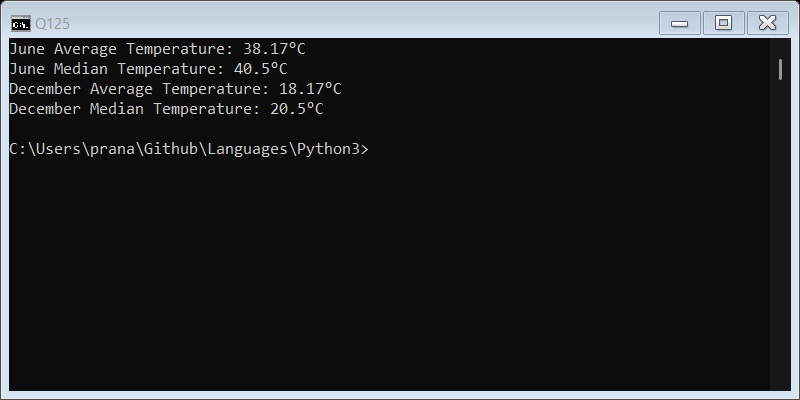 Q125
June Average Temperature: 38.17°C
June Median Temperature: 40.5°C
December Average Temperature: 18.17°C
December Median Temperature: 20.5°C
C:\Users\prana\Github\Languages\Python3>